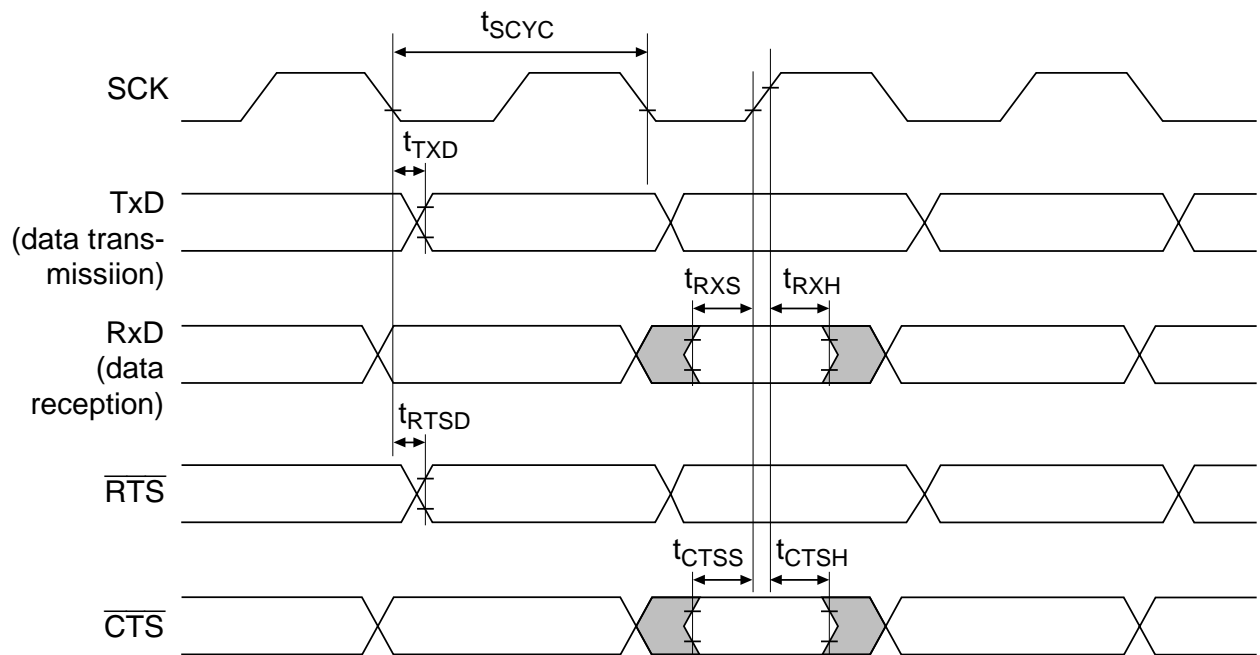 tSCYC
SCK
tTXD
TxD
(data trans-
missiion)
tRXS
tRXH
RxD
(data
reception)
tRTSD
RTS
tCTSS
tCTSH
CTS